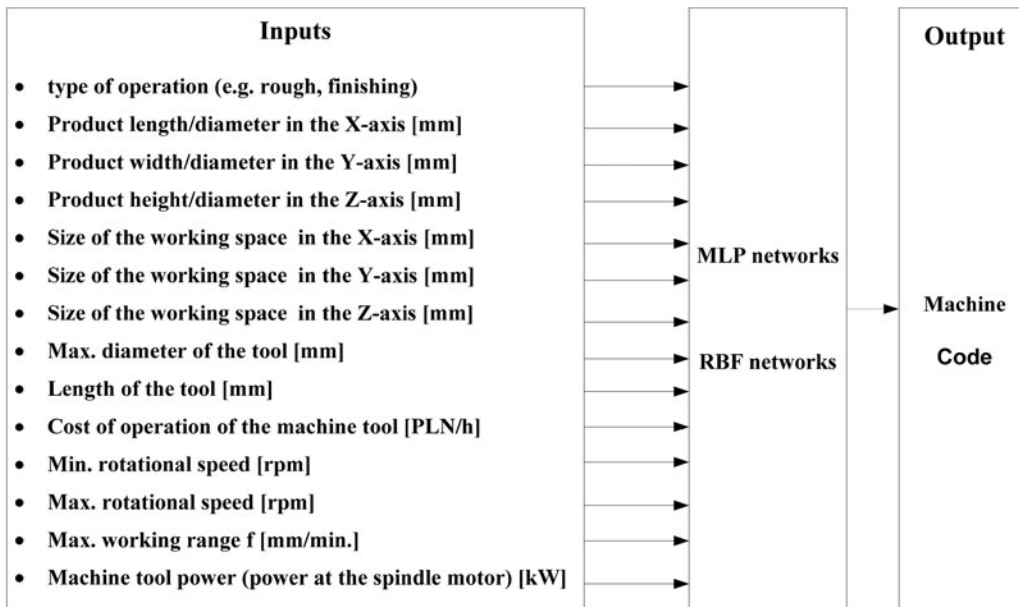 Inputs
• type of operation (e.g. rough, finishing)
• Product length/diameter in the X-axis [mm]
• Product width/diameter in the Y-axis [mm]
• Product height/diameter in the Z-axis [mm]
• Size of the working space in the X-axis [mm]
• Size of the working space in the Y-axis [mm]
• Size of the working space in the Z-axis [mm]
• Max. diameter of the tool [mm]
• Length of the tool [mm]
• Cost of operation of the machine tool [PLN/h]
• Min. rotational speed [rpm]
• Max. rotational speed [rpm]
• Max. working range f [mm/min.]
• Machine tool power (power at the spindle motor) [kW]
MLP networks
RBF networks
Output
Machine
Code